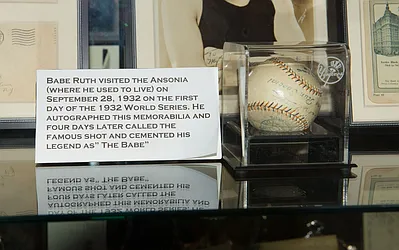 Babe Ruth visited the Ansonia
(where he used to live) on
September 28, 1932 on the first
day of the 1932 World Series. He
autographed this memorabilia and
four days later called the
famous shot and cemented his
legend as" The Babe"